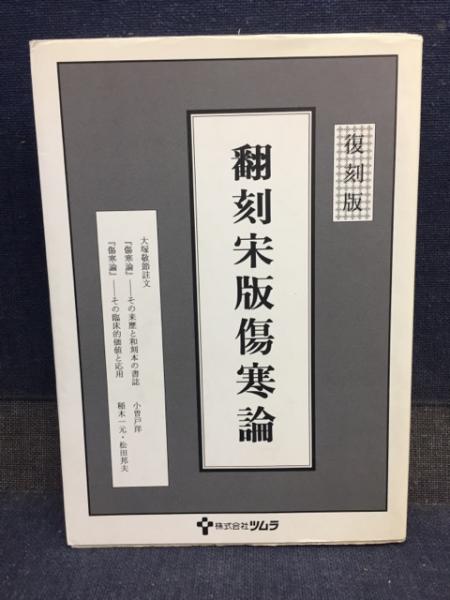 復刻版
翻刻宋版傷寒論
大塚敬節註文
『傷寒論』――その来歴と和刻本の書誌 小曽戸洋
『傷寒論』――その臨床的価値と応用 稲木一元・松田邦夫
株式会社ツムラ